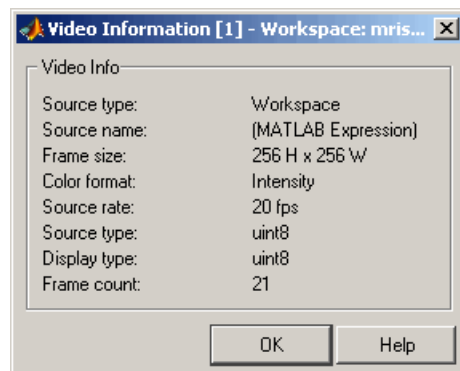 Video Information [1] - Workspace: mris...
Video Info
Source type: Workspace
Source name: (MATLAB Expression)
Frame size: 256 H x 256 W
Color format: Intensity
Source rate: 20 fps
Source type: uint8
Display type: uint8
Frame count: 21
OK Help